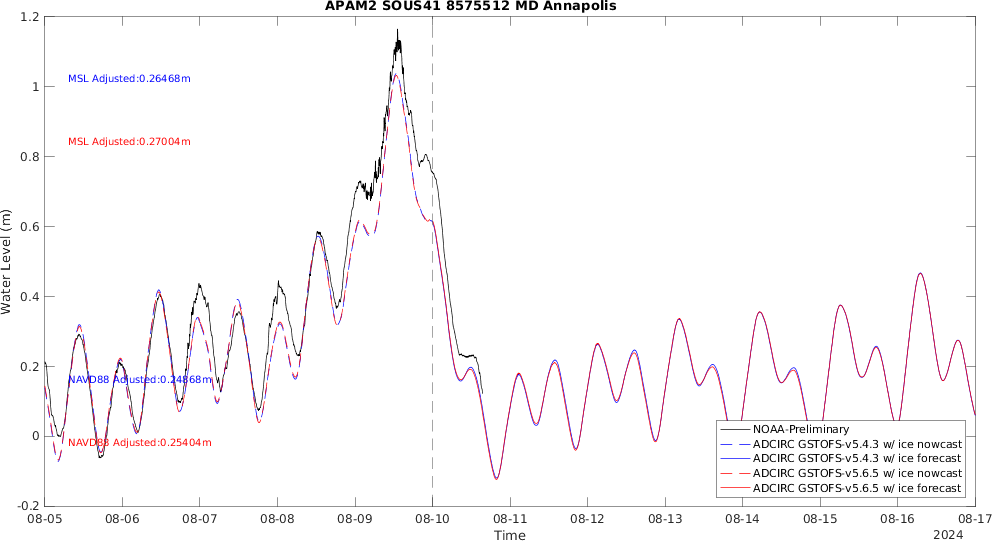 APAM2 SOUS41 8575512 MD Annapolis
1.2
1
0.8
0.6
0.4
0.2
0
-0.2
Water Level (m)
MSL Adjusted:0.26468m
MSL Adjusted:0.27004m
NAVD88 Adjusted:0.24868m
NAVD88 Adjusted:0.25404m
NOAA-Preliminary
ADCIRC GSTOFS-v5.4.3 w/ ice nowcast
ADCIRC GSTOFS-v5.4.3 w/ ice forecast
ADCIRC GSTOFS-v5.6.5 w/ ice nowcast
ADCIRC GSTOFS-v5.6.5 w/ ice forecast
08-05 08-06 08-07 08-08 08-09 08-10 08-11 08-12 08-13 08-14 08-15 08-16 08-17
Time
2024